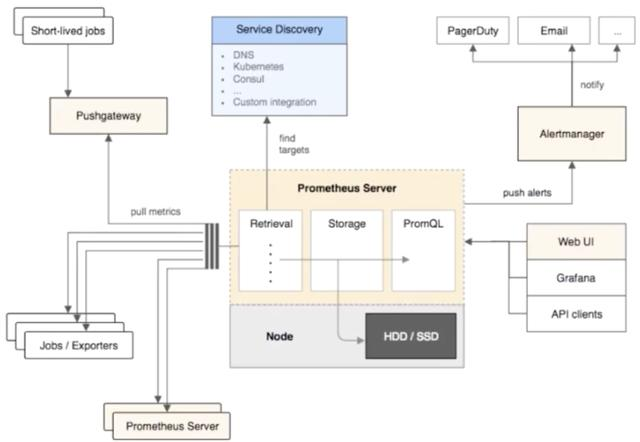 Short-lived jobs
Service Discovery
DNS
Kubernetes
Consul
...
Custom integration
PagerDuty
Email
...
notify
Pushgateway
Alertmanager
find
targets
Prometheus Server
push alerts
pull metrics
Retrieval
Storage
PromQL
Web UI
Grafana
API clients
Node
HDD / SSD
Jobs / Exporters
Prometheus Server